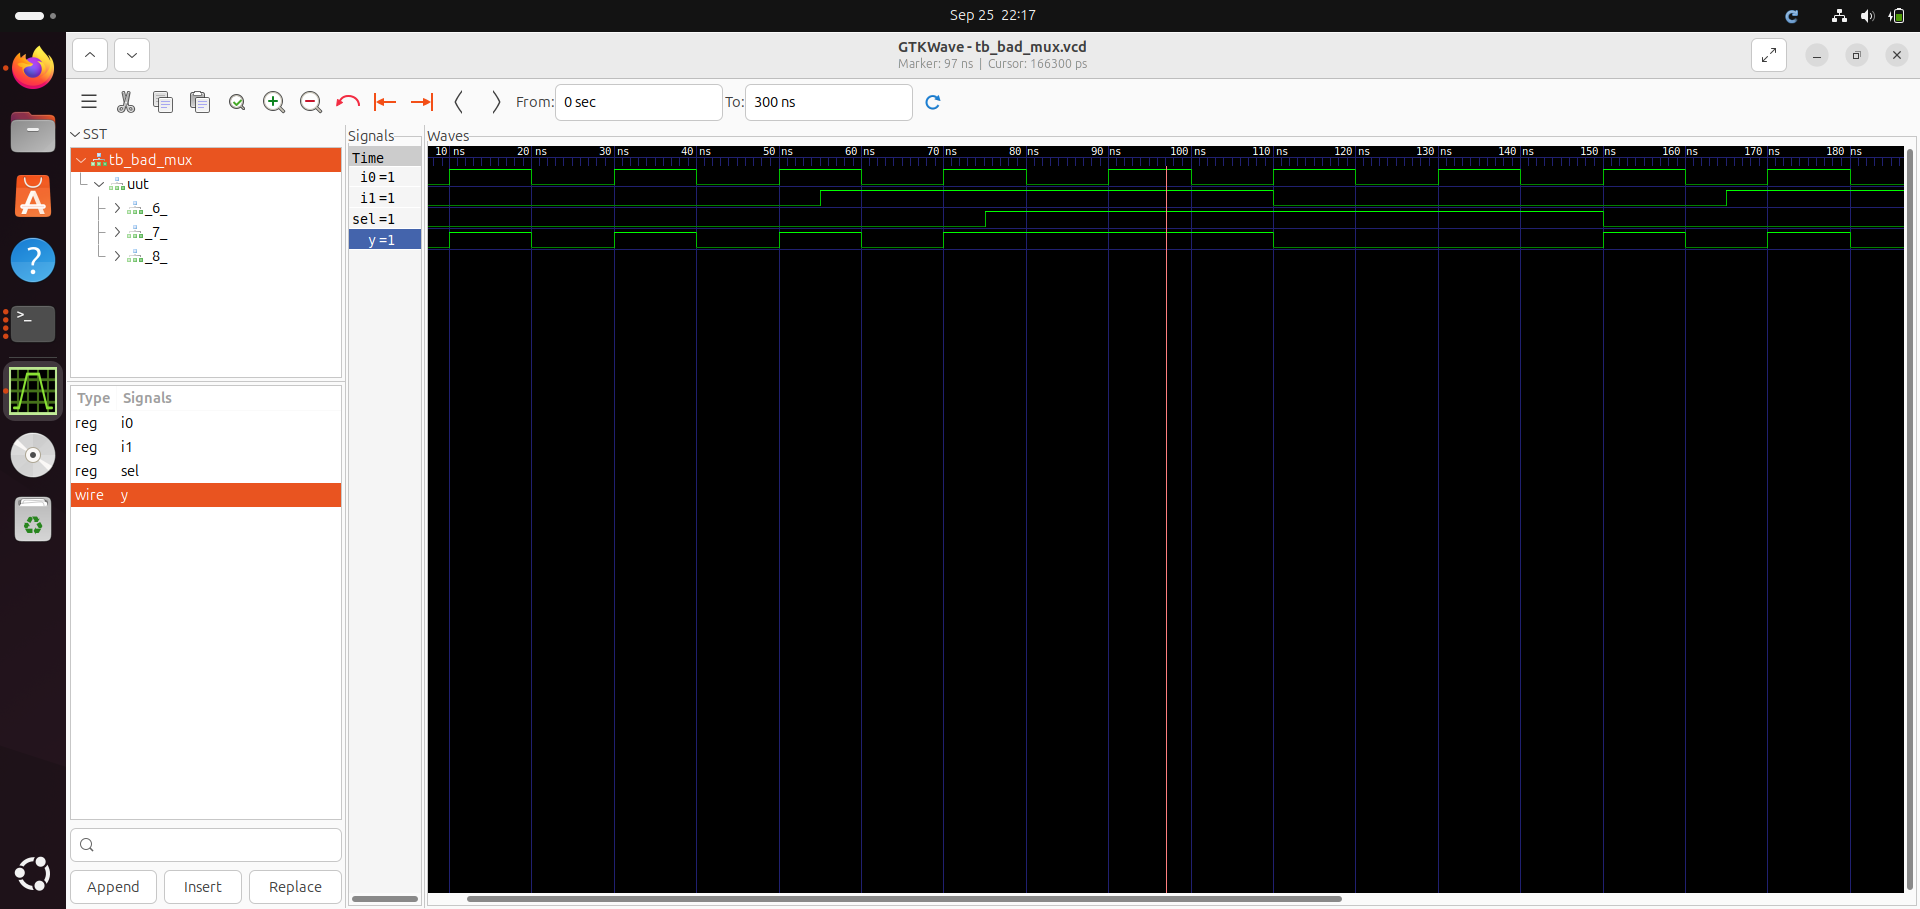 Sep 25 22:17
GTKWave - tb_bad_mux.vcd
Marker: 97 ns | Cursor: 166300 ps
From: 0 sec To: 300 ns
SST
tb_bad_mux
uut
_6_
_7_
_8_
Type Signals
reg i0
reg i1
reg sel
wire y
Append Insert Replace
Signals
Time
i0 =1
i1 =1
sel =1
y =1
Waves
10 ns 20 ns 30 ns 40 ns 50 ns 60 ns 70 ns 80 ns 90 ns 100 ns 110 ns 120 ns 130 ns 140 ns 150 ns 160 ns 170 ns 180 ns